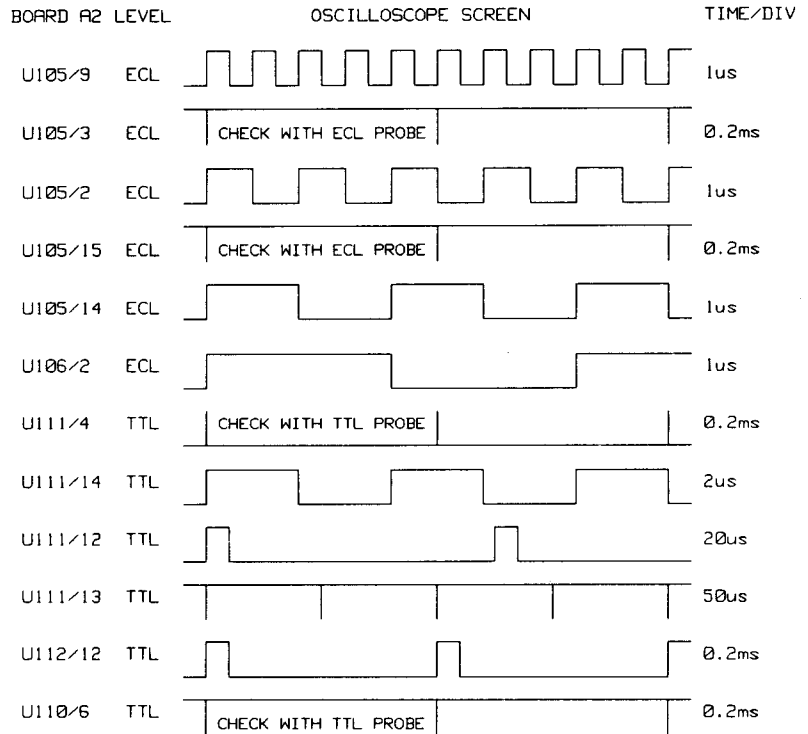 BOARD A2 LEVEL OSCILLOSCOPE SCREEN TIME/DIV
U105/9 ECL 1us
U105/3 ECL CHECK WITH ECL PROBE 0.2ms
U105/2 ECL 1us
U105/15 ECL CHECK WITH ECL PROBE 0.2ms
U105/14 ECL 1us
U106/2 ECL 1us
U111/4 TTL CHECK WITH TTL PROBE 0.2ms
U111/14 TTL 2us
U111/12 TTL 20us
U111/13 TTL 50us
U112/12 TTL 0.2ms
U110/6 TTL CHECK WITH TTL PROBE 0.2ms